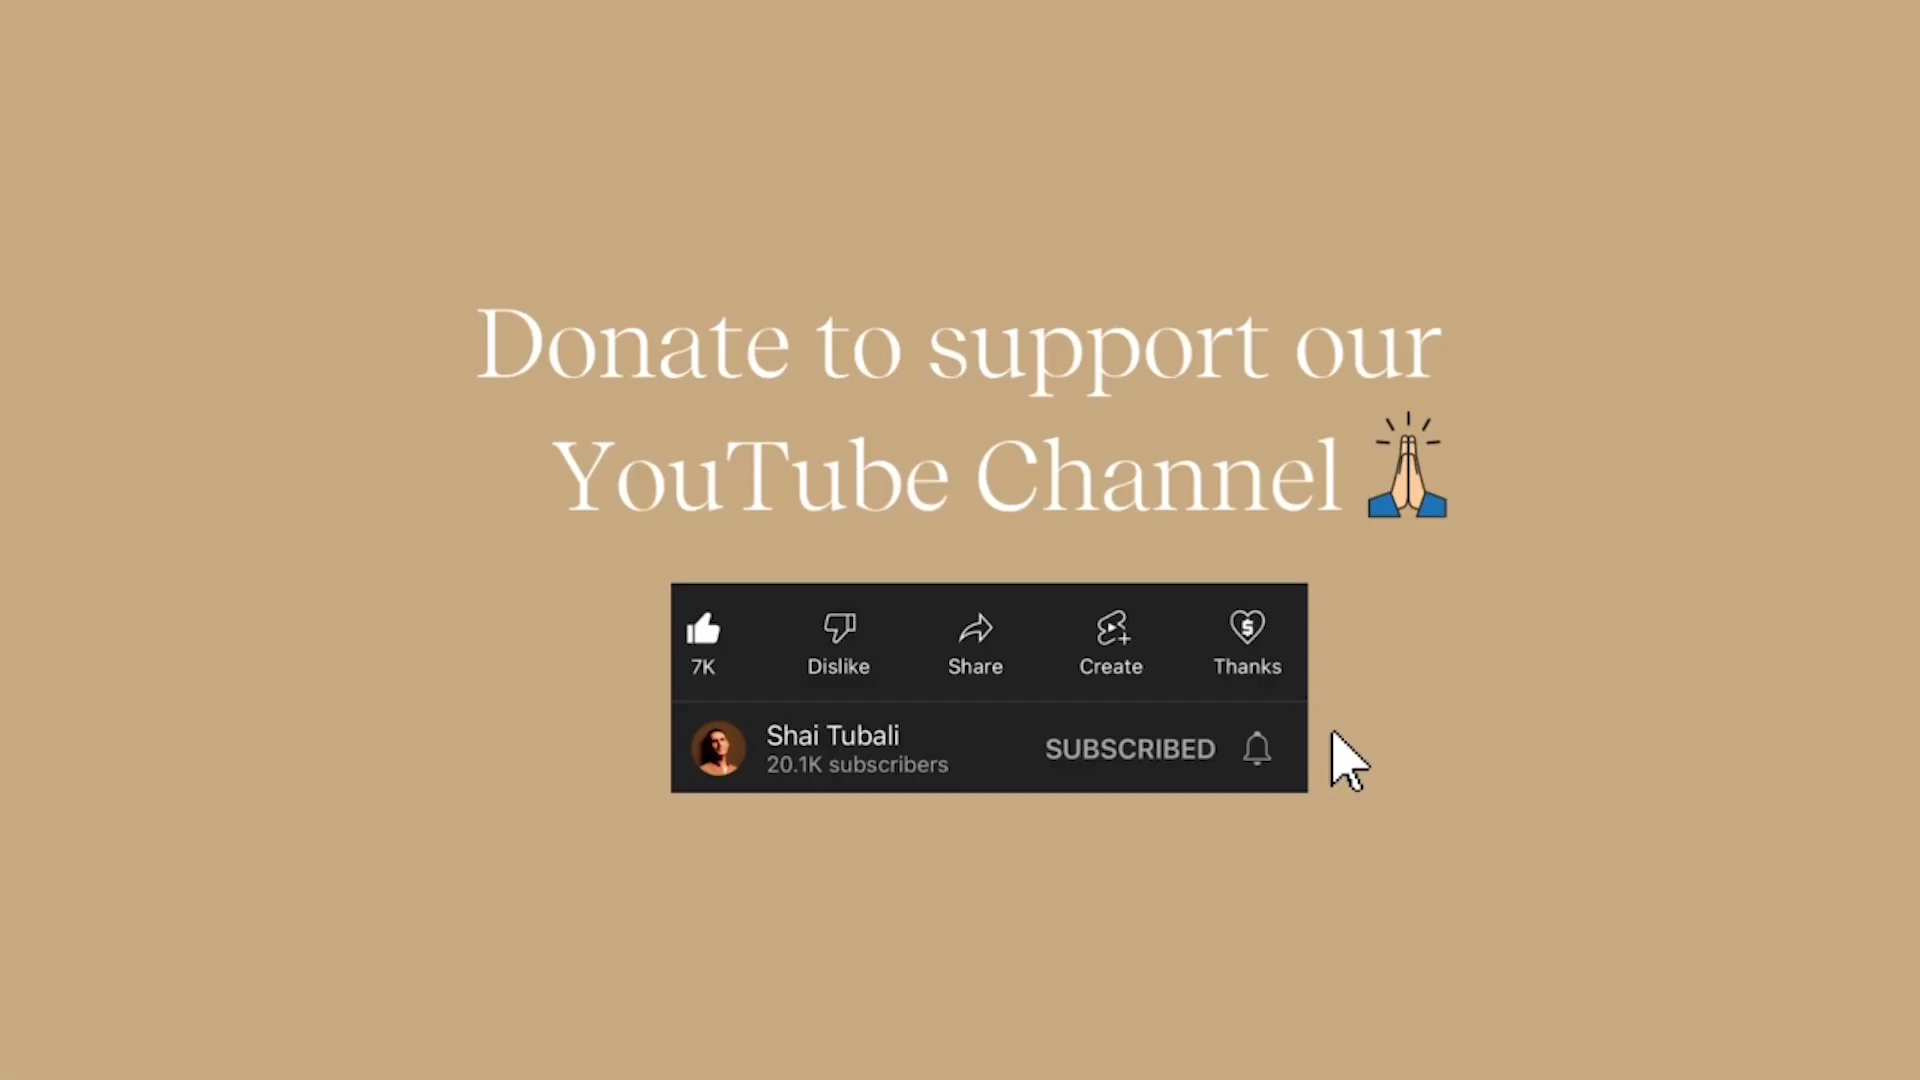 Donate to support our
YouTube Channel
7K
Dislike
Share
Create
Thanks
Shai Tubali
20.1K subscribers
SUBSCRIBED